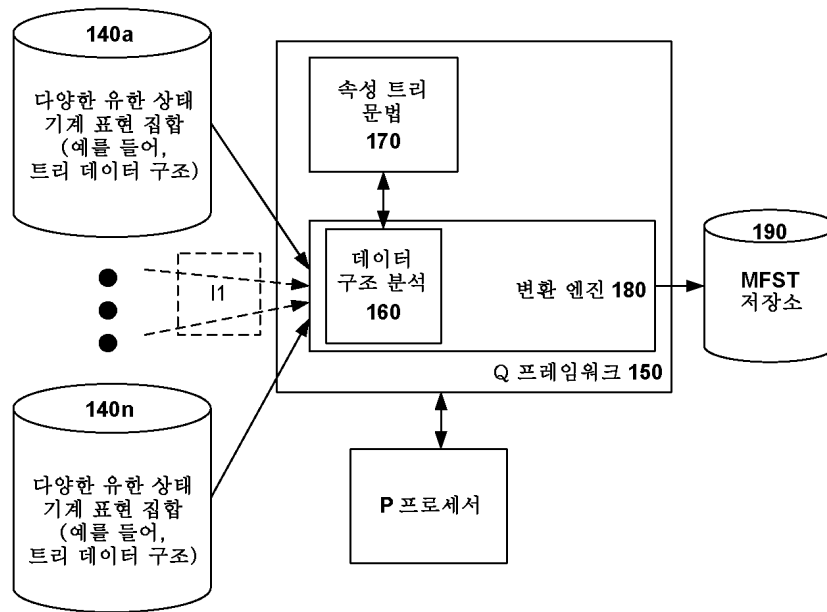 140a
다양한 유한 상태
기계 표현 집합
(예를 들어,
트리 데이터 구조)
속성 트리
문법
170
데이터
구조 분석
160
변환 엔진 180
Q 프레임워크 150
190
MFST
저장소
I1
140n
다양한 유한 상태
기계 표현 집합
(예를 들어,
트리 데이터 구조)
P 프로세서